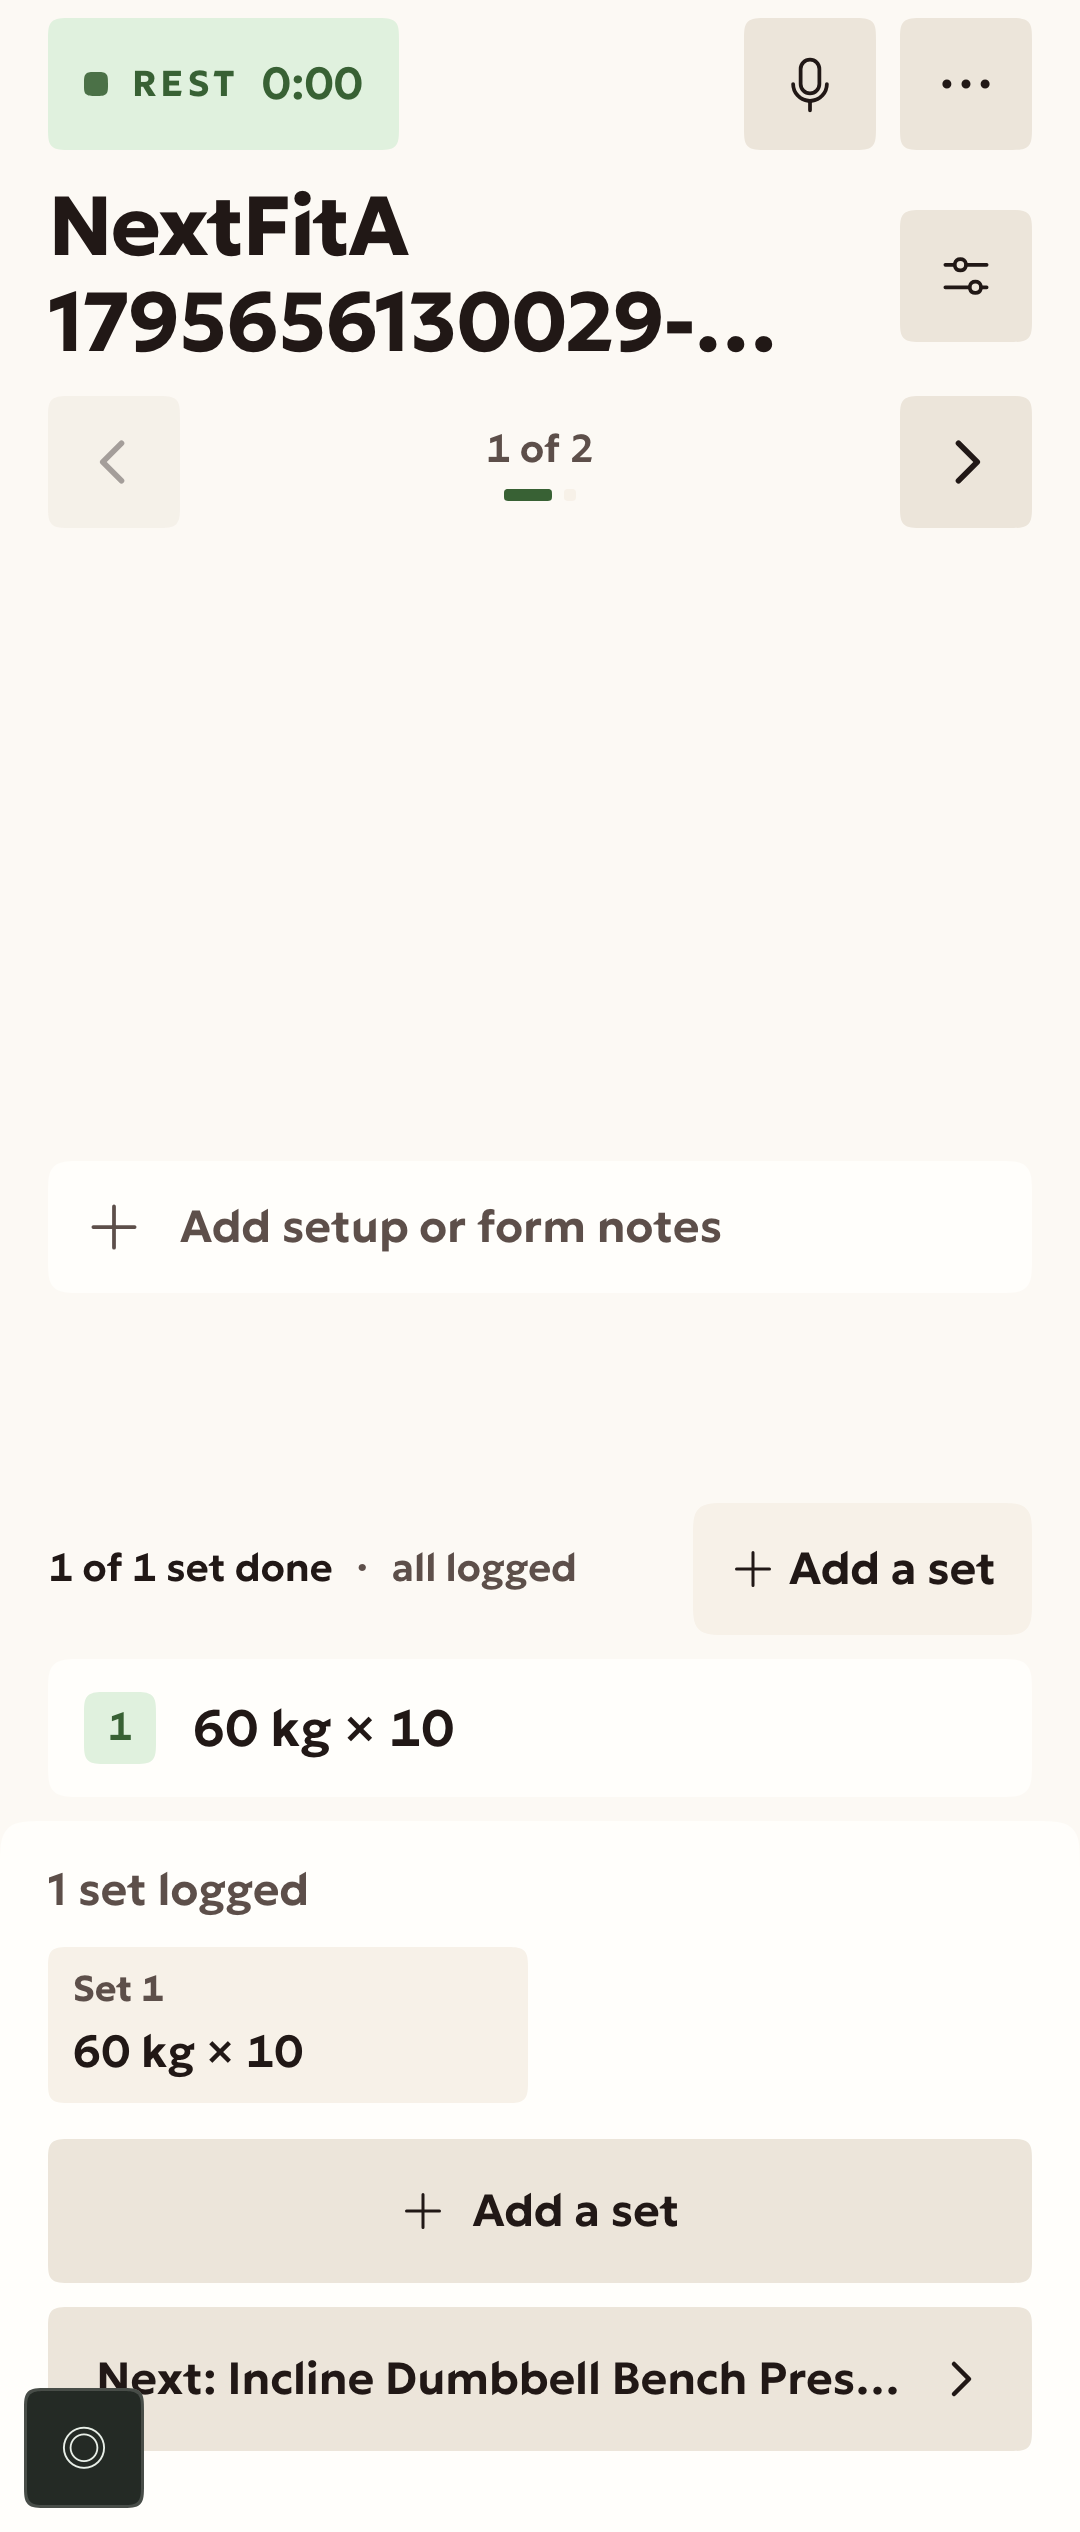 REST 0:00
NextFitA
1795656130029-...
1 of 2
Add setup or form notes
1 of 1 set done · all logged
+ Add a set
1 60 kg × 10
1 set logged
Set 1
60 kg × 10
+ Add a set
Next: Incline Dumbbell Bench Pres...